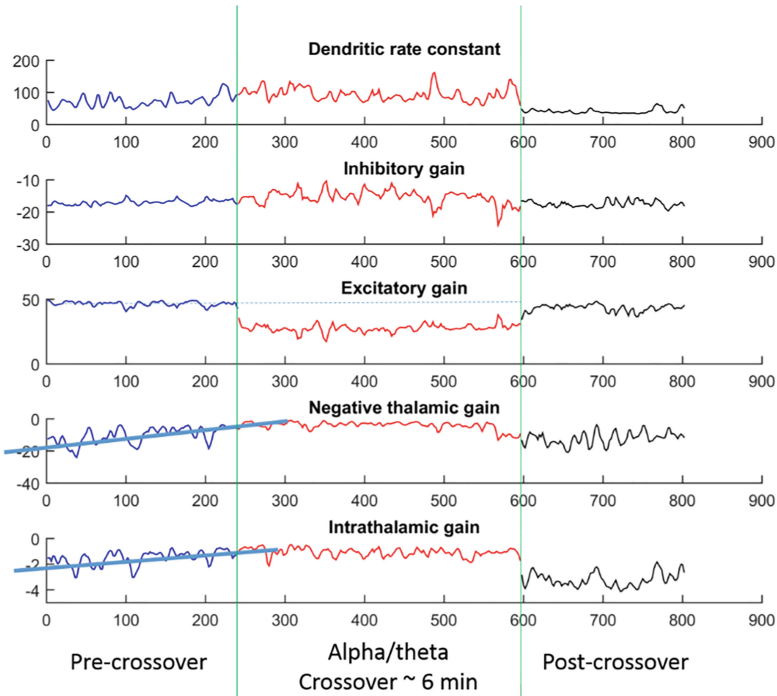 Dendritic rate constant
200
100
0
0 100 200 300 400 500 600 700 800 900
Inhibitory gain
-10
-20
-30
0 100 200 300 400 500 600 700 800 900
Excitatory gain
50
0
0 100 200 300 400 500 600 700 800 900
Negative thalamic gain
0
-20
-40
0 100 200 300 400 500 600 700 800 900
Intrathalamic gain
0
-2
-4
0 100 200 300 400 500 600 700 800 900
Pre-crossover
Alpha/theta
Crossover ~ 6 min
Post-crossover